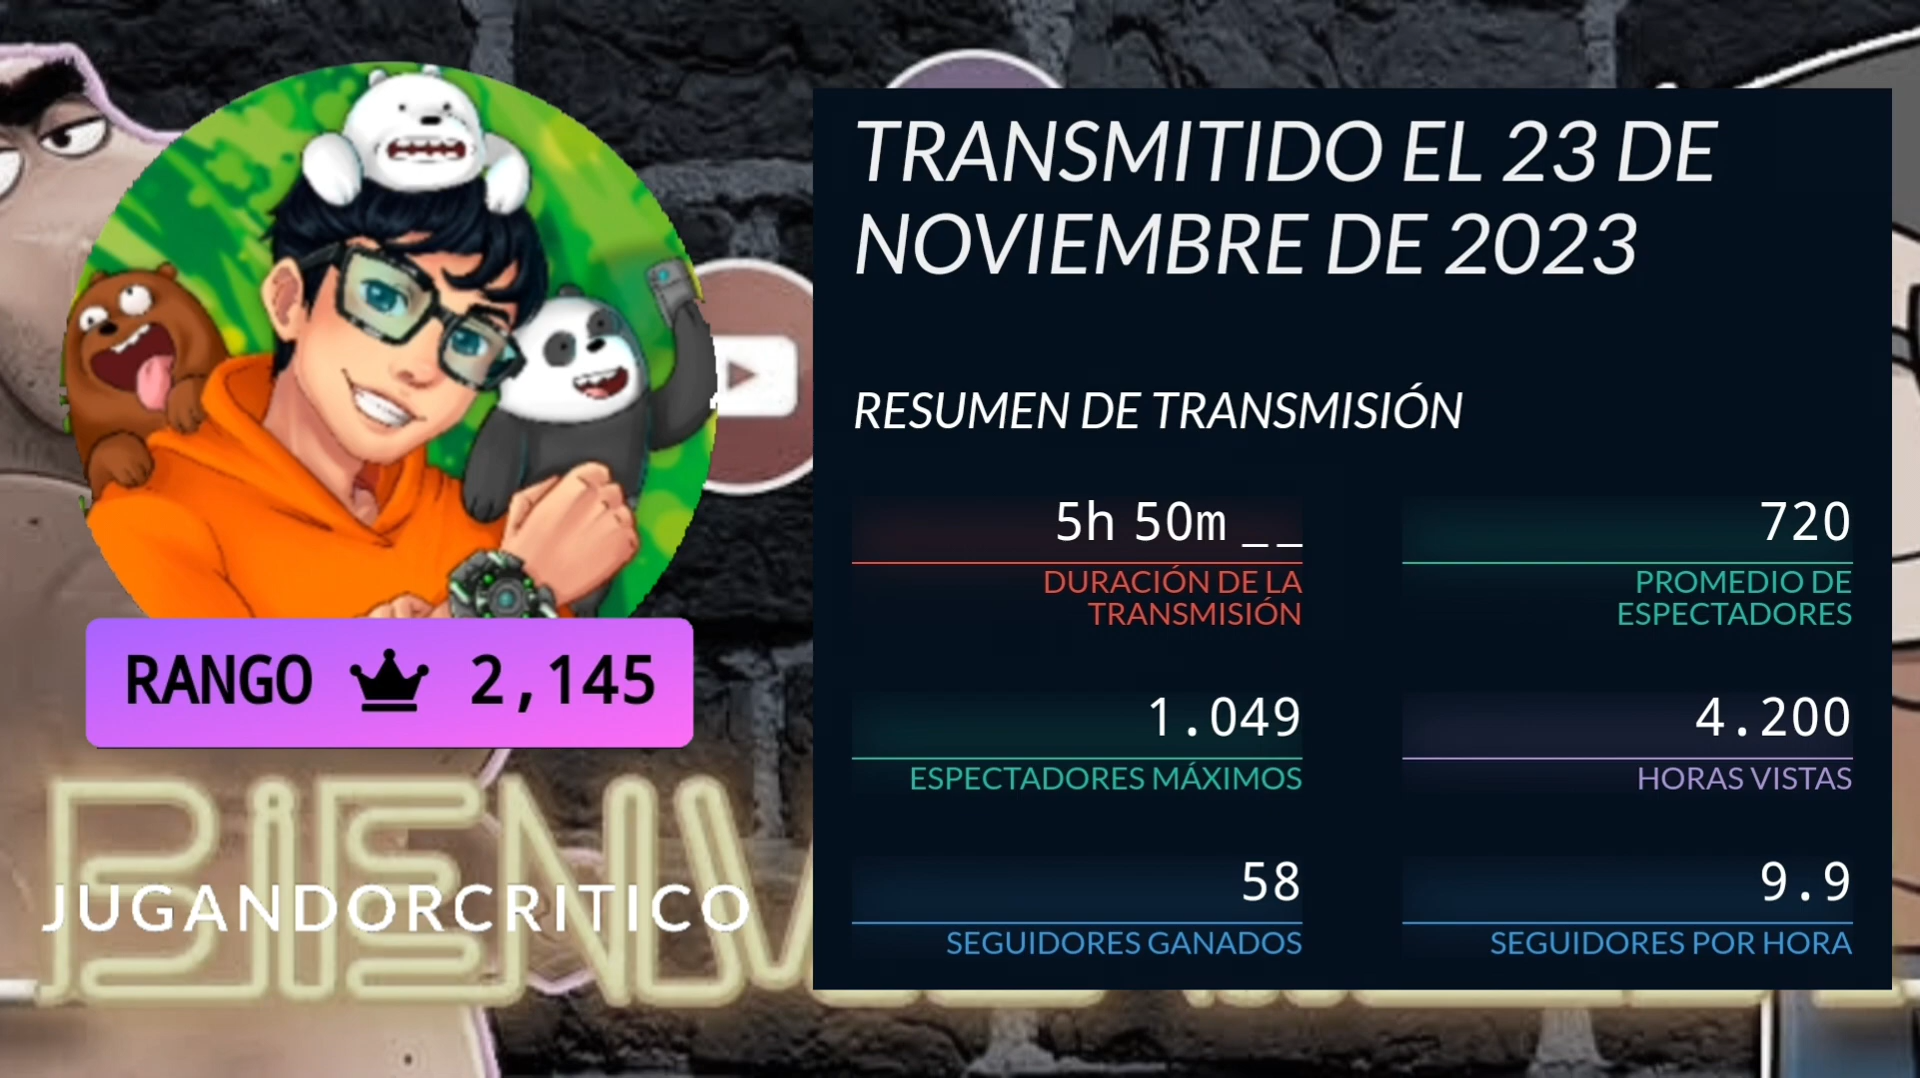 TRANSMITIDO EL 23 DE
NOVIEMBRE DE 2023
RESUMEN DE TRANSMISIÓN
5h 50m _ _
DURACIÓN DE LA
TRANSMISIÓN
720
PROMEDIO DE
ESPECTADORES
1.049
ESPECTADORES MÁXIMOS
4.200
HORAS VISTAS
58
SEGUIDORES GANADOS
9.9
SEGUIDORES POR HORA
RANGO 2,145
JUGANDORCRITICO